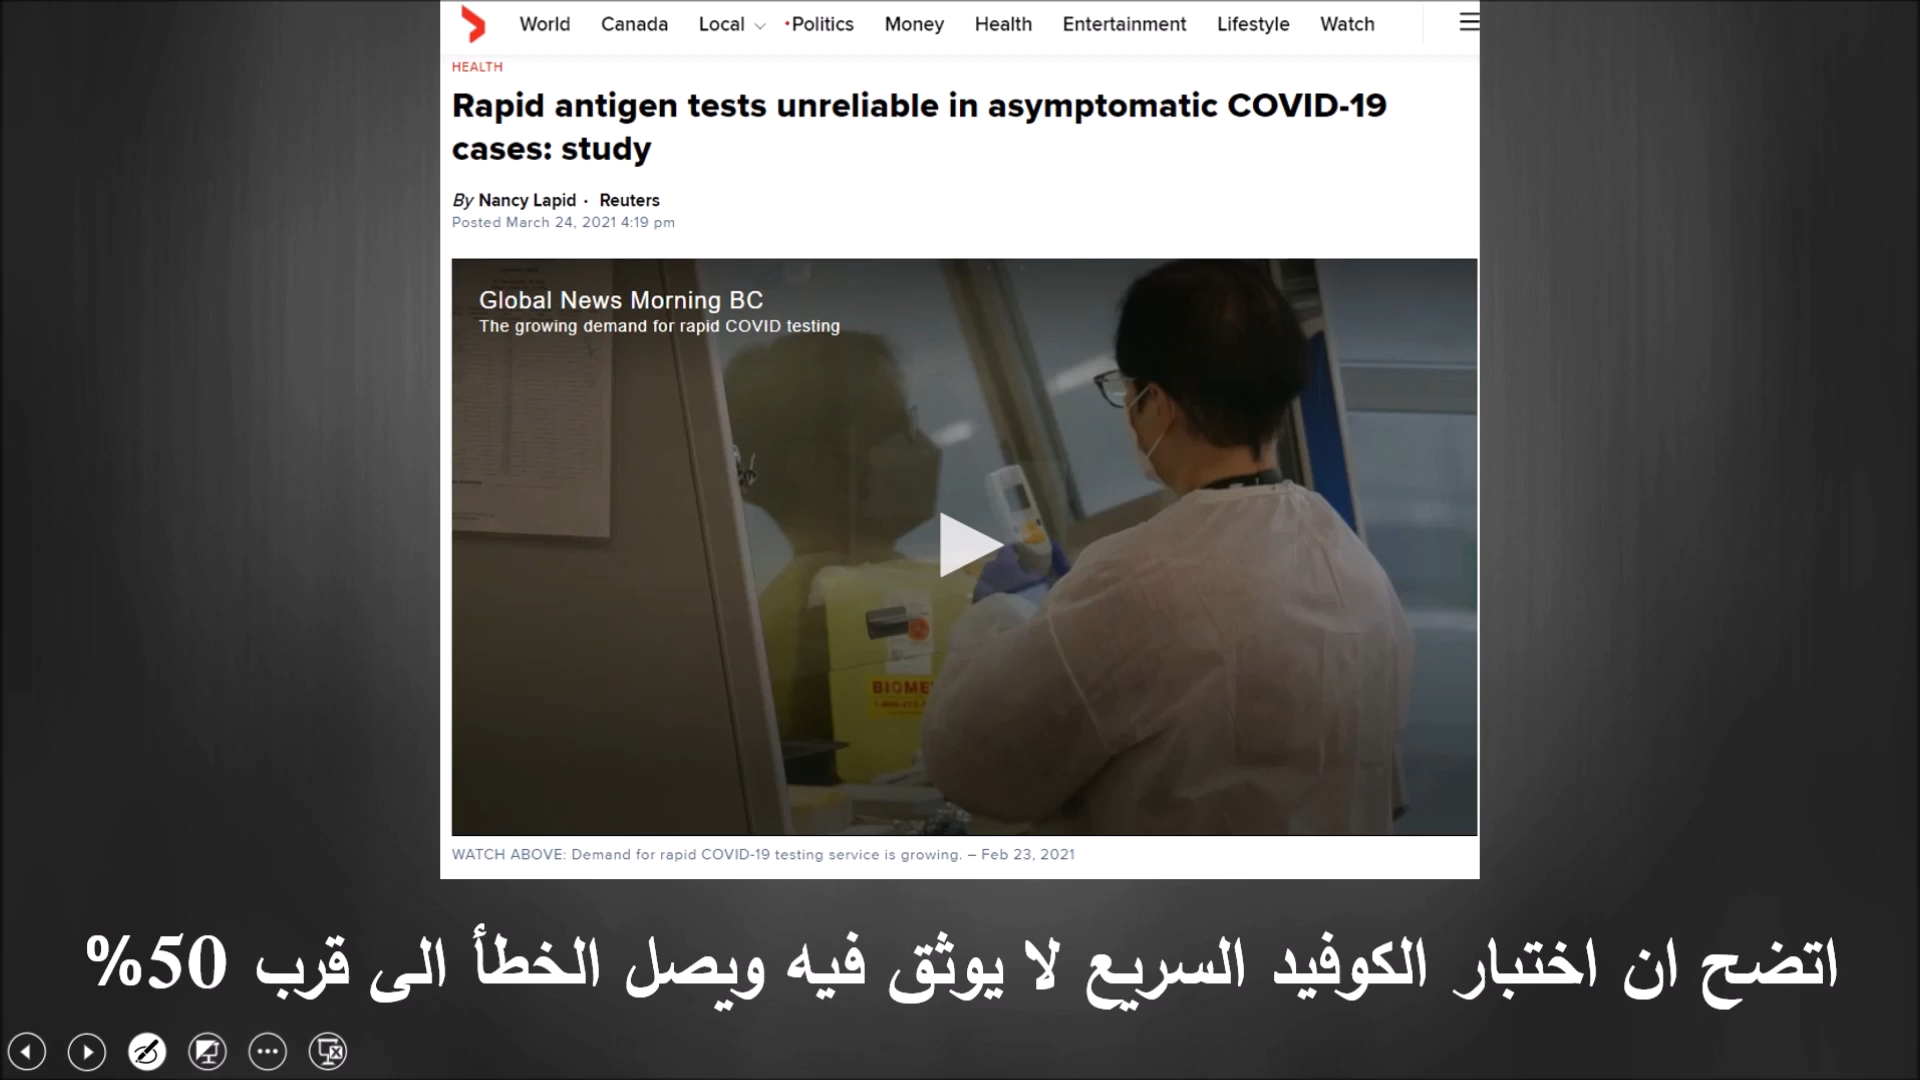 World Canada Local •Politics Money Health Entertainment Lifestyle Watch
HEALTH
Rapid antigen tests unreliable in asymptomatic COVID-19
cases: study
By Nancy Lapid · Reuters
Posted March 24, 2021 4:19 pm
Global News Morning BC
The growing demand for rapid COVID testing
WATCH ABOVE: Demand for rapid COVID-19 testing service is growing. – Feb 23, 2021
اتضح ان اختبار الكوفيد السريع لا يوثق فيه ويصل الخطأ الى قرب 50%